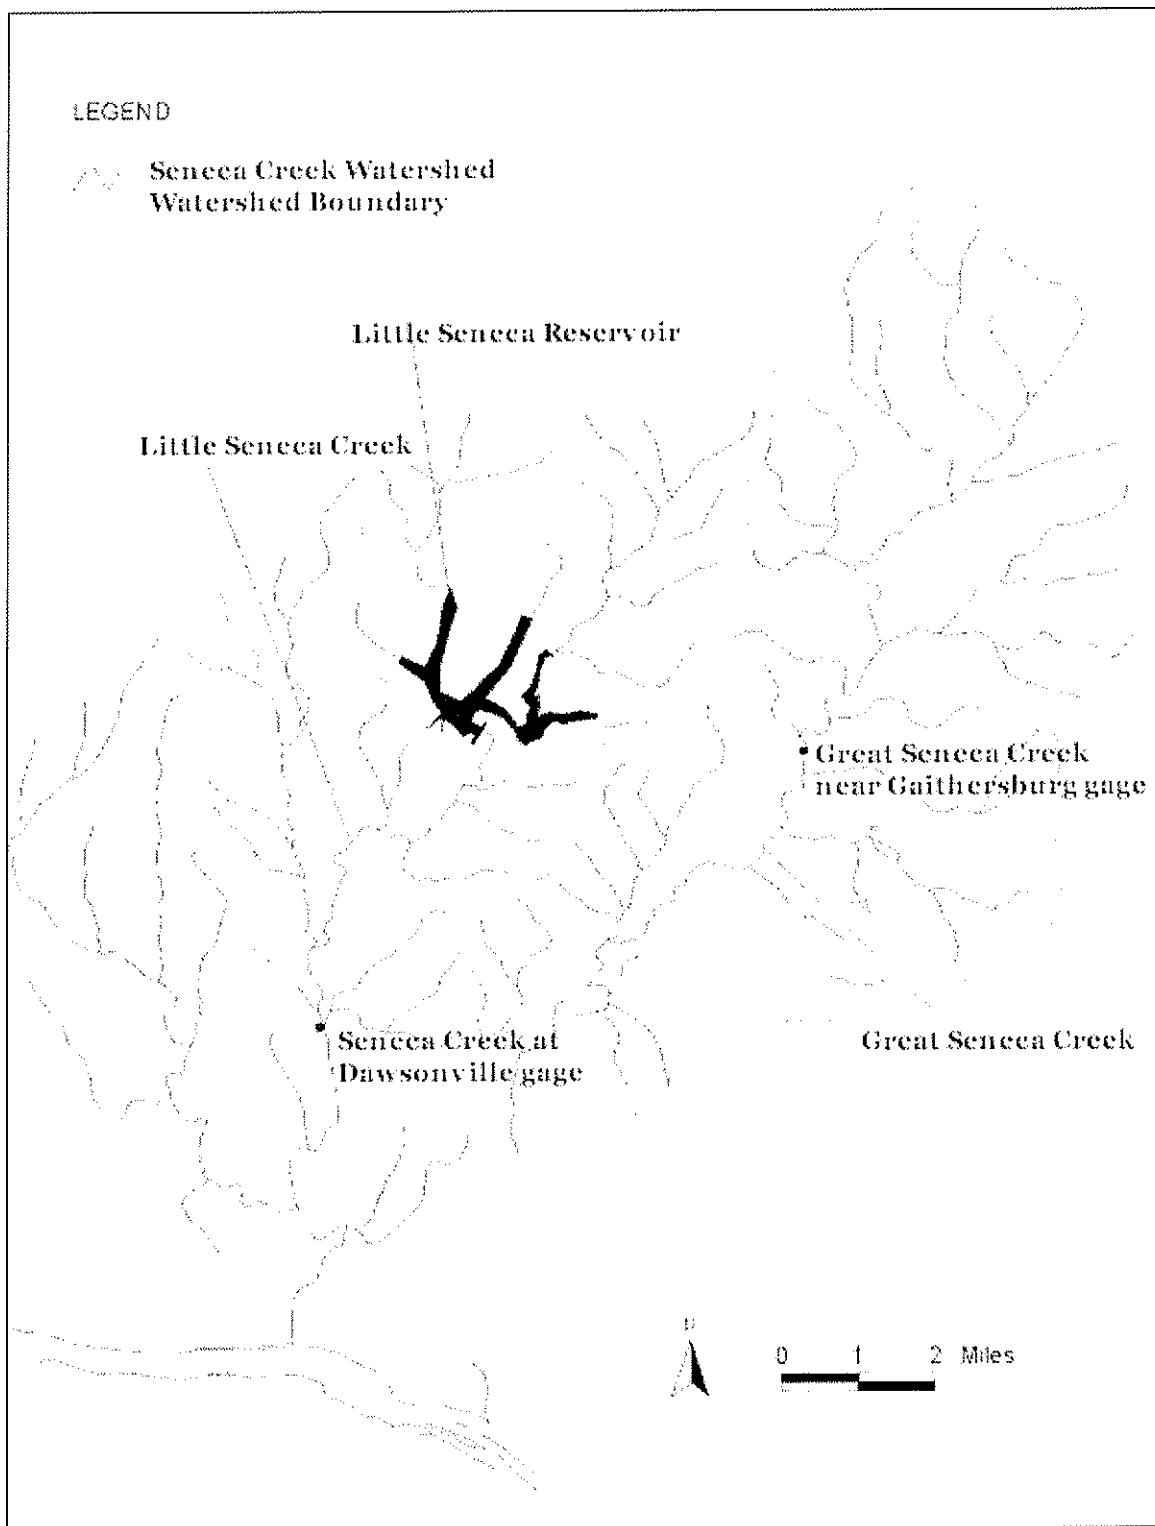 LEGEND
Seneca Creek Watershed
Watershed Boundary
Little Seneca Reservoir
Little Seneca Creek
Great Seneca Creek
near Gaithersburg gage
Seneca Creek at
Dawsonville gage
Great Seneca Creek
N
0 1 2 Miles